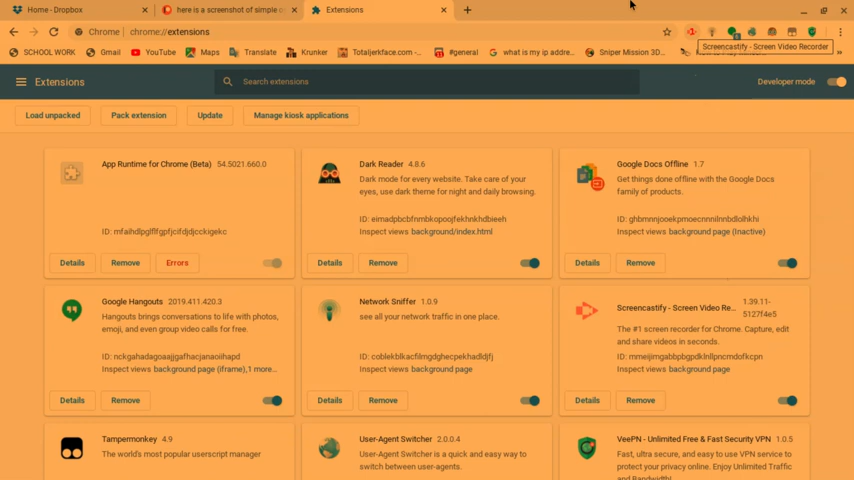 Home - Dropbox
here is a screenshot of simple o
Extensions
Chrome | chrome://extensions
SCHOOL WORK
Gmail
YouTube
Maps
Translate
Krunker
Totaljerkface.com |
#general
what is my ip addre...
Sniper Mission 3D...
Screencastify - Screen Video Recorder
Extensions
Search extensions
Developer mode
Load unpacked
Pack extension
Update
Manage kiosk applications
App Runtime for Chrome (Beta) 54.5021.660.0
ID: mfaihdlpglflfgpfjcifdjdjcckigekc
Details
Remove
Errors
Dark Reader 4.8.6
Dark mode for every website. Take care of your
eyes, use dark theme for night and daily browsing.
ID: eimadpbcbfnmbkopoojfekhnkhdbieeh
Inspect views background/index.html
Details
Remove
Google Docs Offline 1.7
Get things done offline with the Google Docs
family of products.
ID: ghbmnnjooekpmoecnnnilnnbdlolhkhi
Inspect views background page (Inactive)
Details
Remove
Google Hangouts 2019.411.420.3
Hangouts brings conversations to life with photos,
emoji, and even group video calls for free.
ID: nckgahadagoaajjgafhacjanaoiihapd
Inspect views background page (iframe),1 more...
Details
Remove
Network Sniffer 1.0.9
see all your network traffic in one place.
ID: coblekblkacfilmgdghecpekhadldjfj
Inspect views background page
Details
Remove
Screencastify - Screen Video Re...
1.39.11-
5127f4e5
The #1 screen recorder for Chrome. Capture, edit
and share videos in seconds.
ID: mmeijimgabbpbgpdklnllpncmdofkcpn
Inspect views background page
Details
Remove
Tampermonkey 4.9
The world's most popular userscript manager
User-Agent Switcher 2.0.0.4
User-Agent Switcher is a quick and easy way to
switch between user-agents.
VeePN - Unlimited Free & Fast Security VPN 1.0.5
Fast, ultra secure, and easy to use VPN service to
protect your privacy online. Enjoy Unlimited Traffic
and Bandwidth!